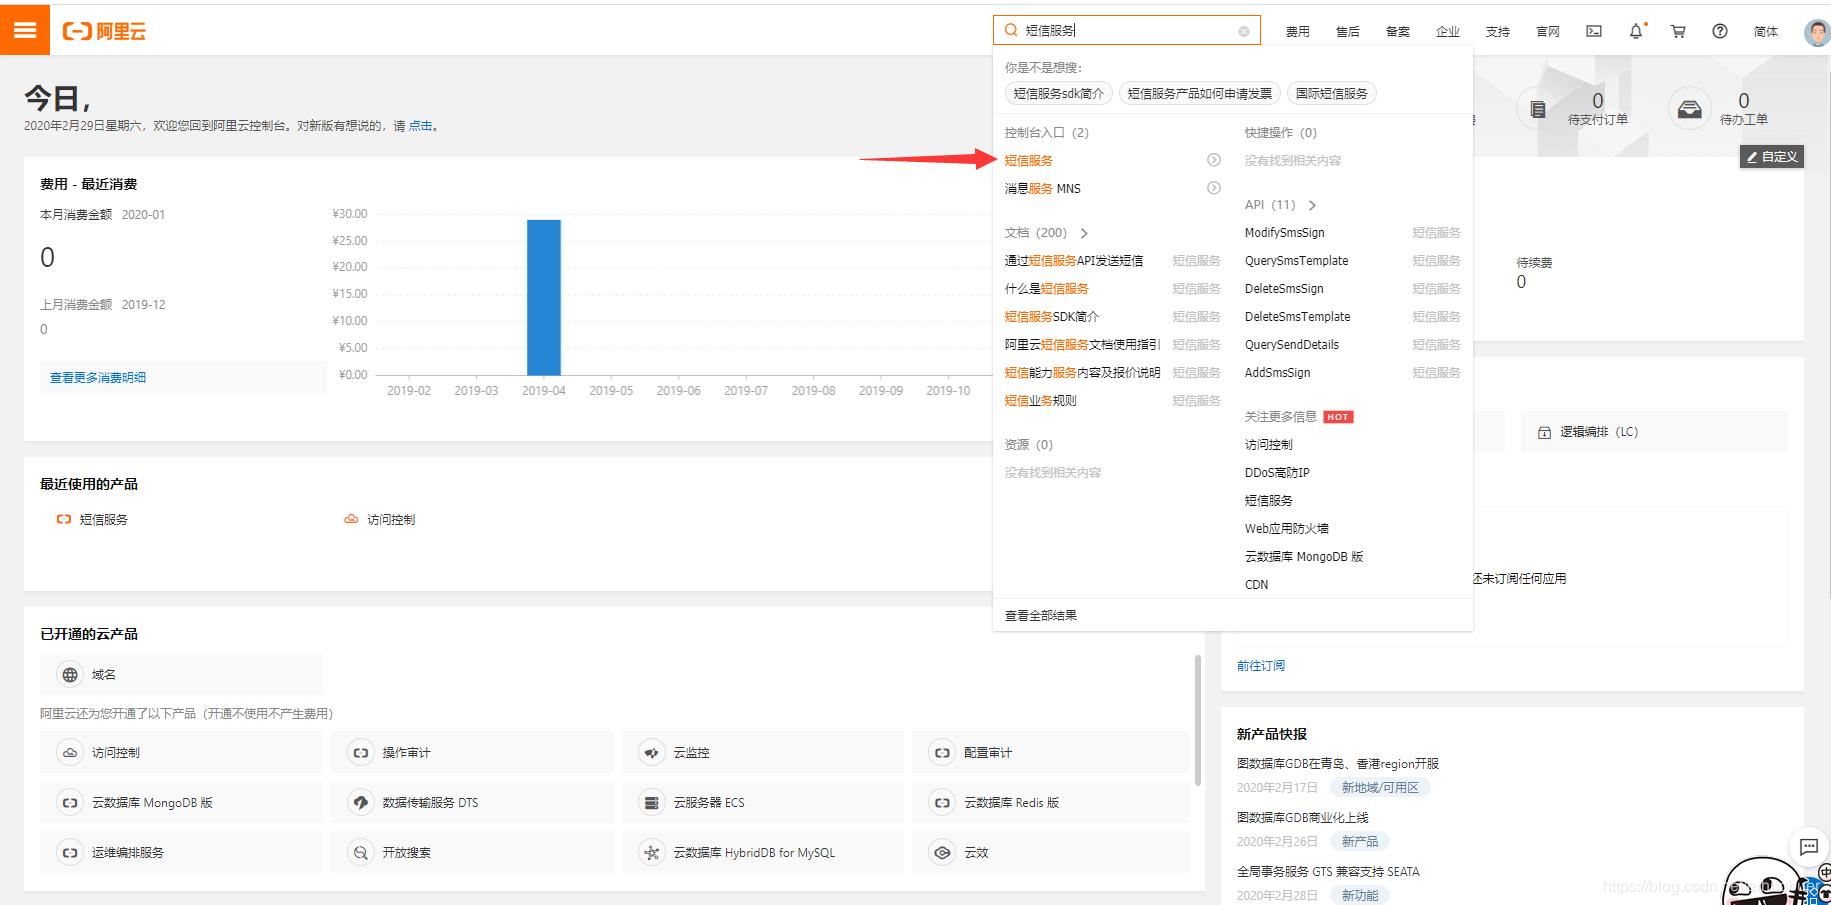 阿里云
短信服务
费用
售后
备案
企业
支持
官网
简体
今日，
2020年2月29日星期六，欢迎您回到阿里云控制台。对新版有想说的，请 点击。
你是不是想搜：
短信服务sdk简介
短信服务产品如何申请发票
国际短信服务
0
待支付订单
0
待办工单
自定义
控制台入口（2）
短信服务
消息服务 MNS
文档（200）
通过短信服务API发送短信 短信服务
什么是短信服务 短信服务
短信服务SDK简介 短信服务
阿里云短信服务文档使用指引 短信服务
短信能力服务内容及报价说明 短信服务
短信业务规则 短信服务
资源（0）
没有找到相关内容
快捷操作（0）
没有找到相关内容
API（11）
ModifySmsSign 短信服务
QuerySmsTemplate 短信服务
DeleteSmsSign 短信服务
DeleteSmsTemplate 短信服务
QuerySendDetails 短信服务
AddSmsSign 短信服务
关注更多信息 HOT
访问控制
DDoS高防IP
短信服务
Web应用防火墙
云数据库 MongoDB 版
CDN
查看全部结果
费用 - 最近消费
本月消费金额 2020-01
0
上月消费金额 2019-12
0
查看更多消费明细
¥30.00
¥25.00
¥20.00
¥15.00
¥10.00
¥5.00
¥0.00
2019-02 2019-03 2019-04 2019-05 2019-06 2019-07 2019-08 2019-09 2019-10
待续费
0
逻辑编排（LC）
还未订阅任何应用
前往订阅
最近使用的产品
短信服务
访问控制
已开通的云产品
域名
阿里云还为您开通了以下产品（开通不使用不产生费用）
访问控制
操作审计
云监控
配置审计
云数据库 MongoDB 版
数据传输服务 DTS
云服务器 ECS
云数据库 Redis 版
运维编排服务
开放搜索
云数据库 HybridDB for MySQL
云效
新产品快报
图数据库GDB在青岛、香港region开服
2020年2月17日 新地域/可用区
图数据库GDB商业化上线
2020年2月26日 新产品
全局事务服务 GTS 兼容支持 SEATA
2020年2月28日 新功能
中